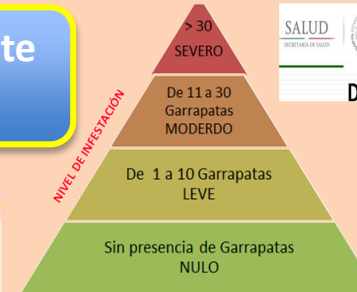 te
SALUD
SECRETARÍA DE SALUD
D
NIVEL DE INFESTACIÓN
> 30
SEVERO
De 11 a 30
Garrapatas
MODERDO
De 1 a 10 Garrapatas
LEVE
Sin presencia de Garrapatas
NULO